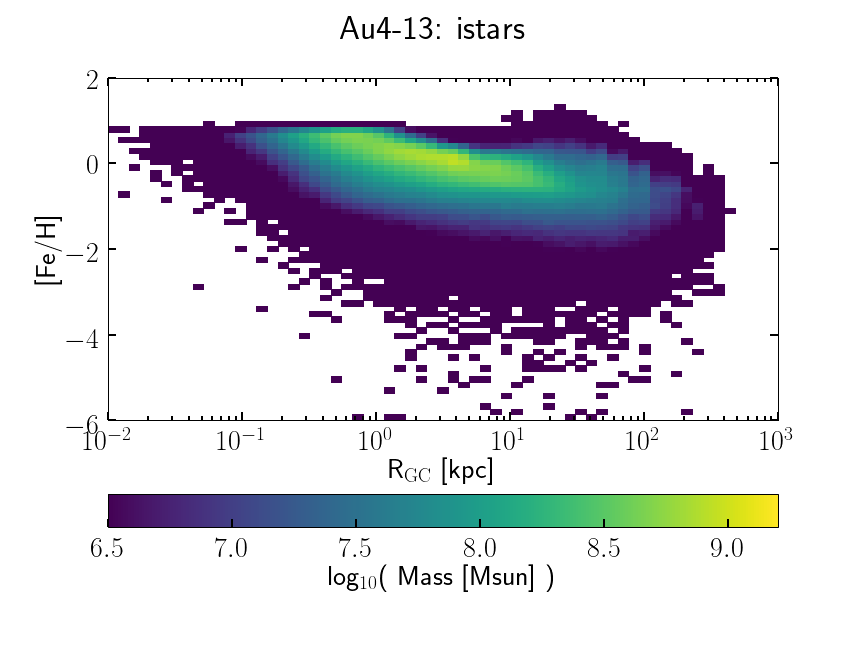 Au4-13: istars
2
0
−2
−4
−6
[Fe/H]
10⁻² 10⁻¹ 10⁰ 10¹ 10² 10³
R_GC [kpc]
6.5 7.0 7.5 8.0 8.5 9.0
log₁₀( Mass [Msun] )